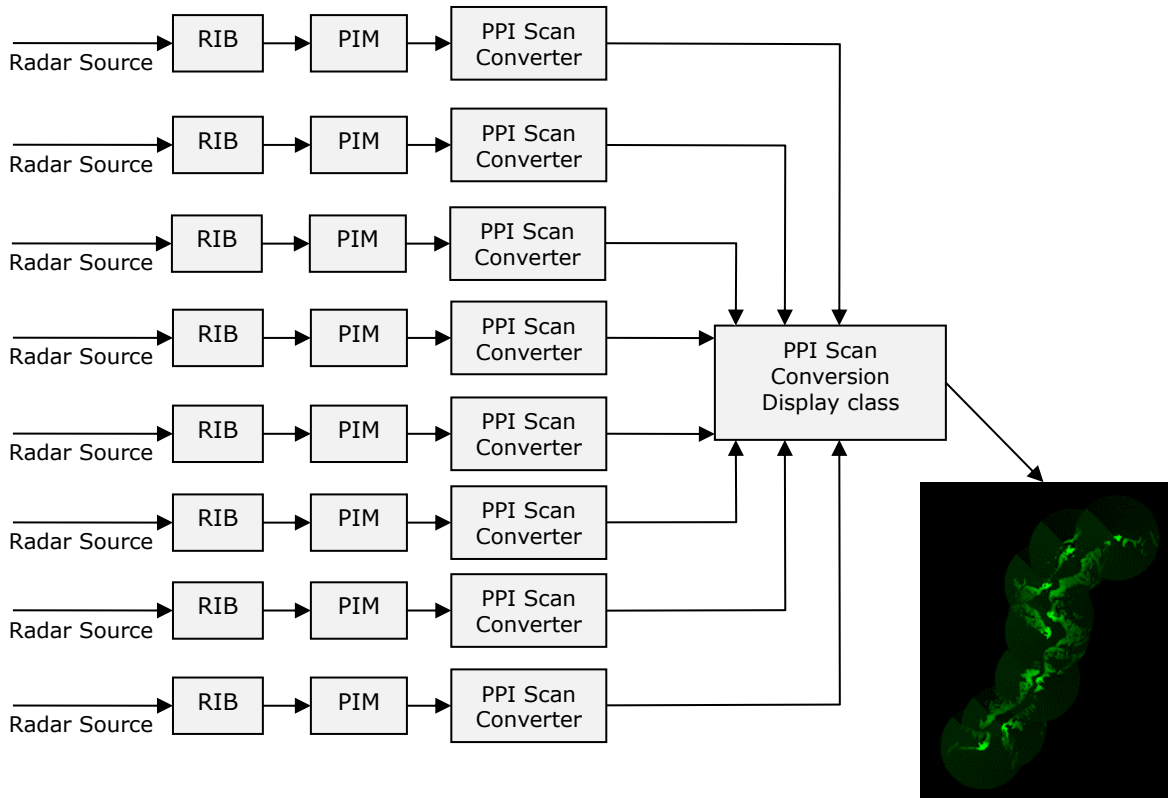 RIB PIM PPI Scan
Converter
Radar Source
RIB PIM PPI Scan
Converter
Radar Source
RIB PIM PPI Scan
Converter
Radar Source
RIB PIM PPI Scan
Converter
Radar Source
PPI Scan
Conversion
Display class
RIB PIM PPI Scan
Converter
Radar Source
RIB PIM PPI Scan
Converter
Radar Source
RIB PIM PPI Scan
Converter
Radar Source
RIB PIM PPI Scan
Converter
Radar Source